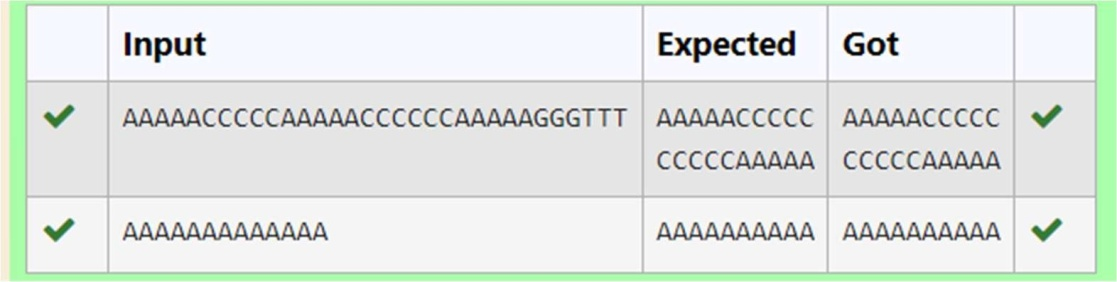 Input Expected Got
AAAAACCCCCAAAAACCCCCCAAAAAGGGTTT AAAAACCCCC AAAAACCCCC
CCCCCAAAAA CCCCCAAAAA
AAAAAAAAAAAAA AAAAAAAAAA AAAAAAAAAA